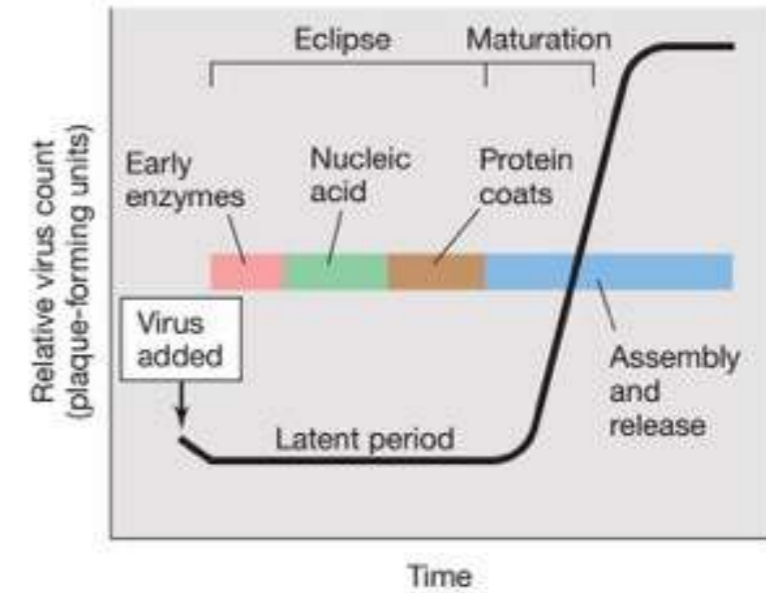 Eclipse
Maturation
Early
enzymes
Nucleic
acid
Protein
coats
Relative virus count
(plaque-forming units)
Virus
added
Assembly
and
release
Latent period
Time